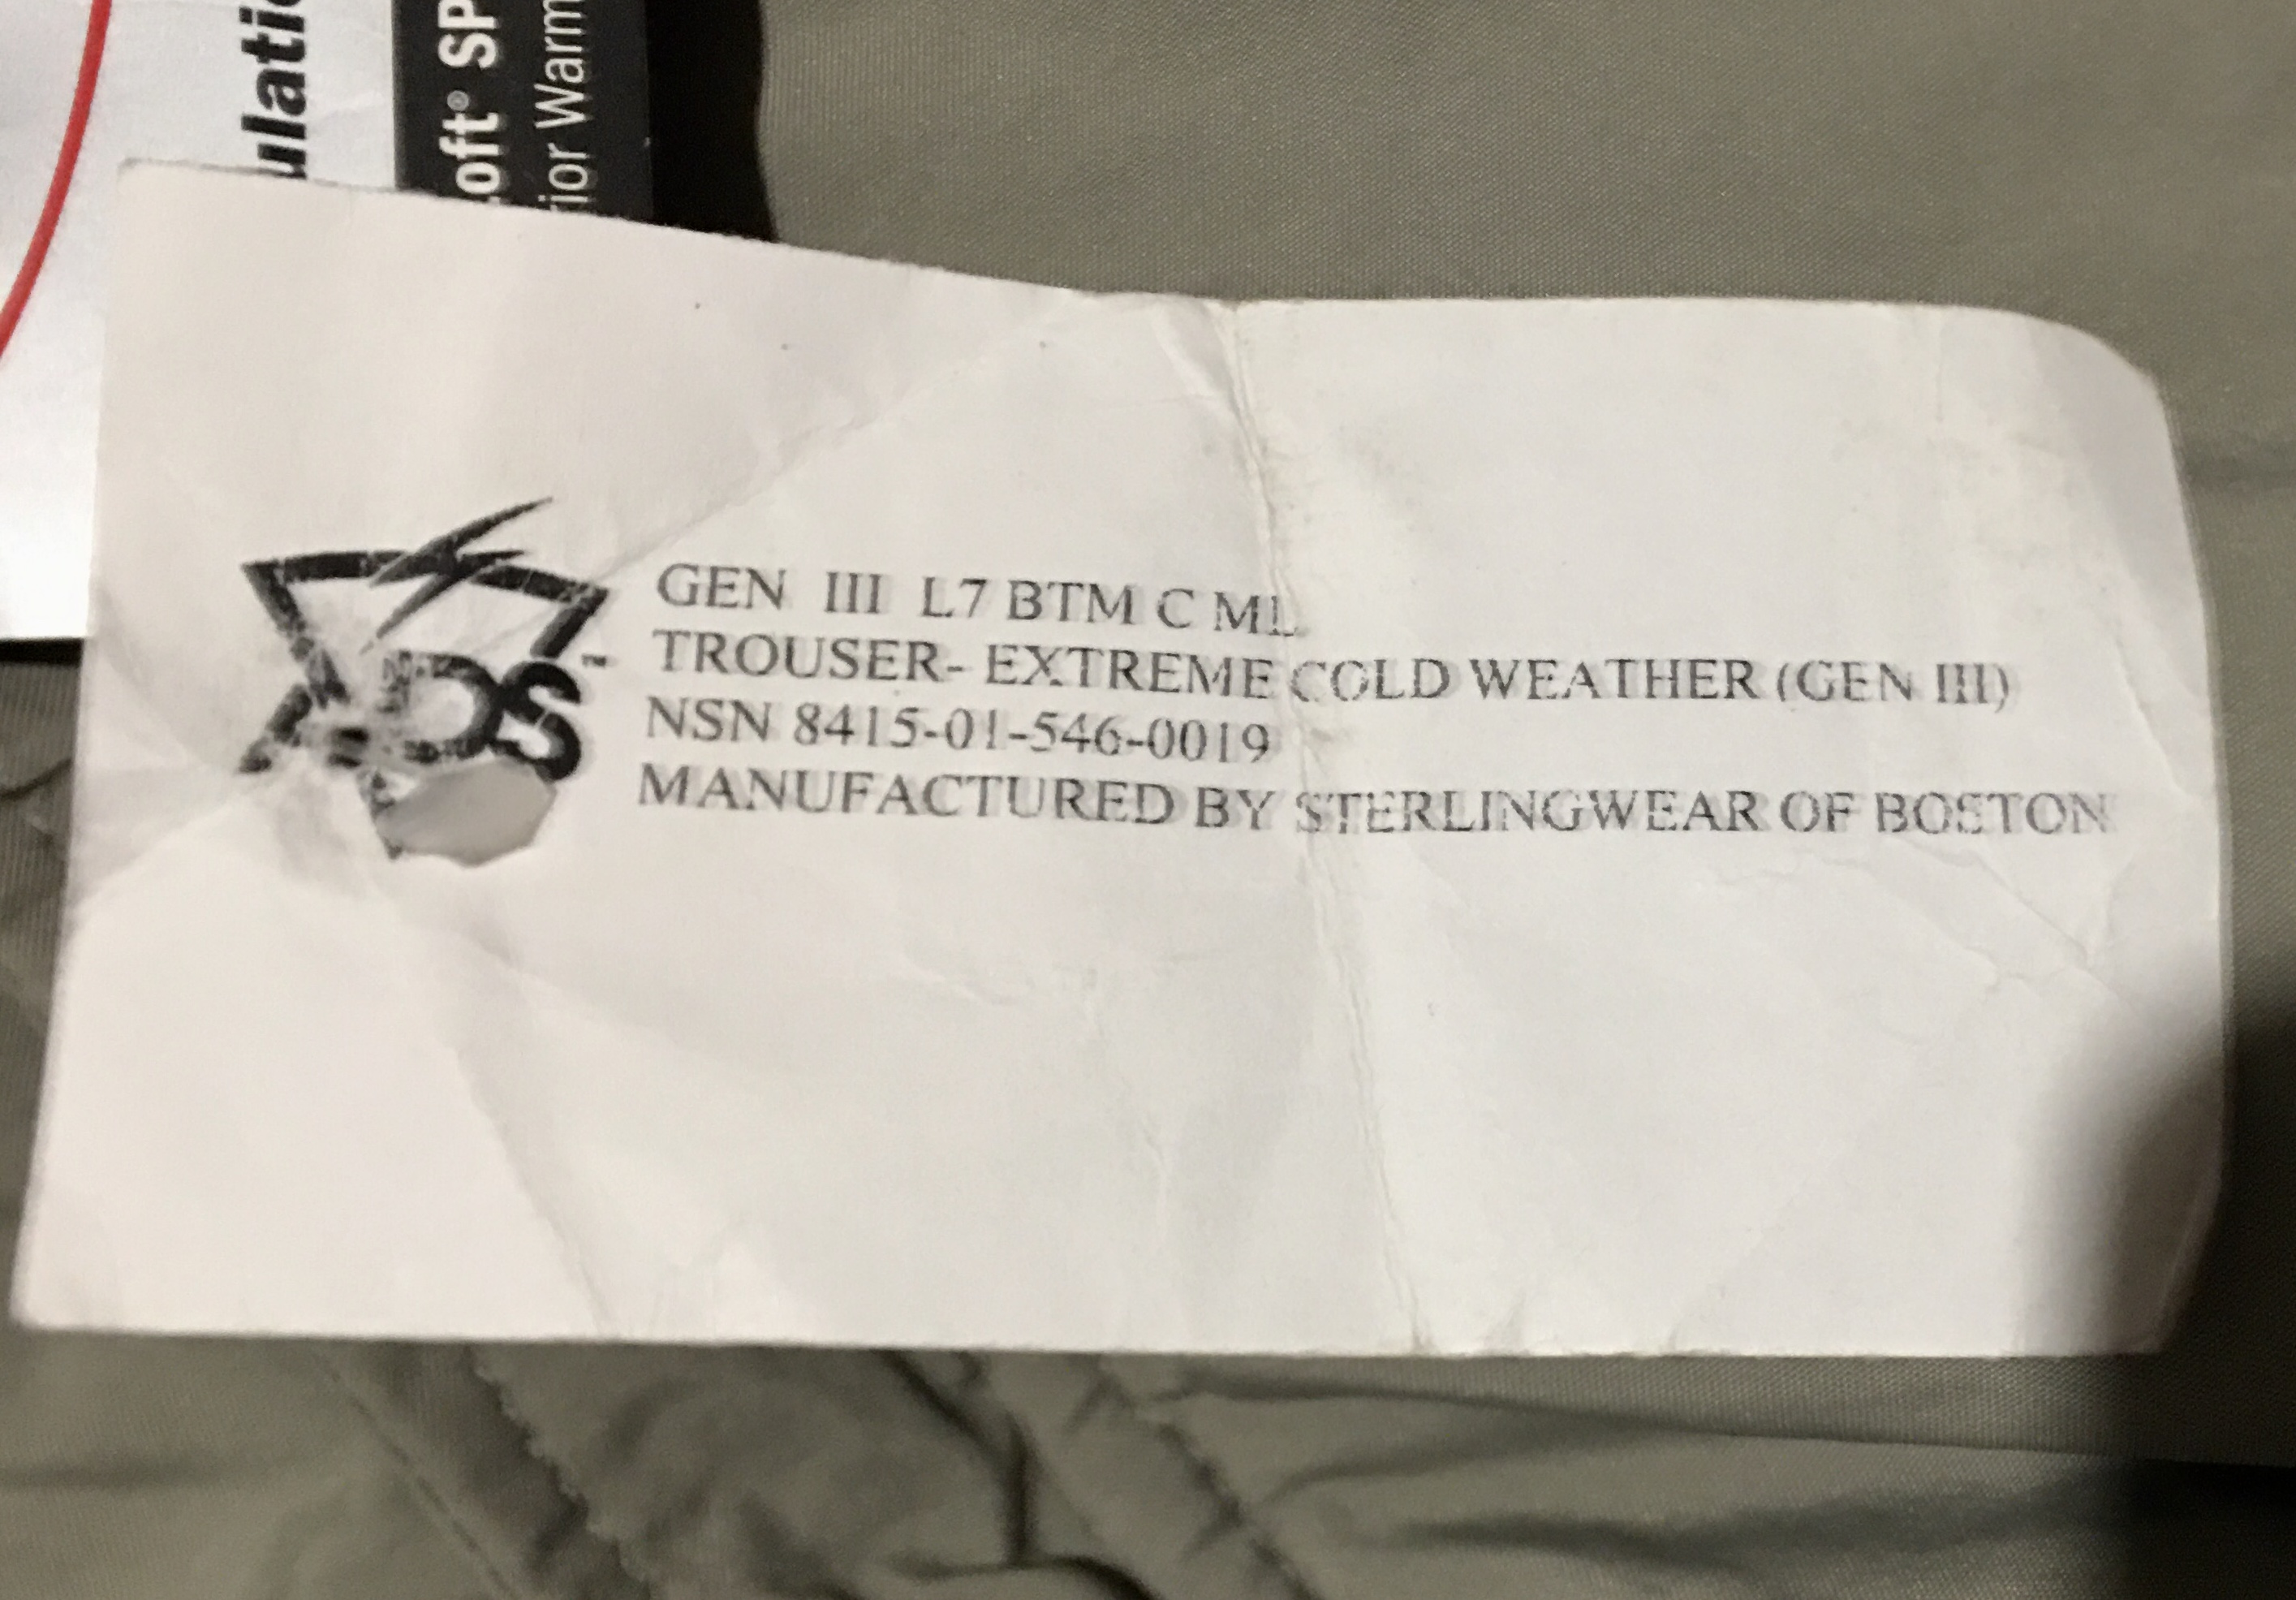 GEN III L7 BTM C ML
TROUSER- EXTREME COLD WEATHER (GEN III)
NSN 8415-01-546-0019
MANUFACTURED BY STERLINGWEAR OF BOSTON
™